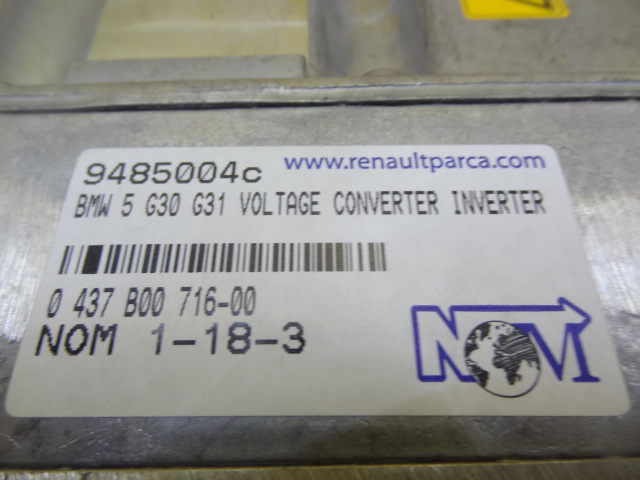 9485004c www.renaultparca.com
BMW 5 G30 G31 VOLTAGE CONVERTER INVERTER
0 437 B00 716-00
NOM 1-18-3
NOM